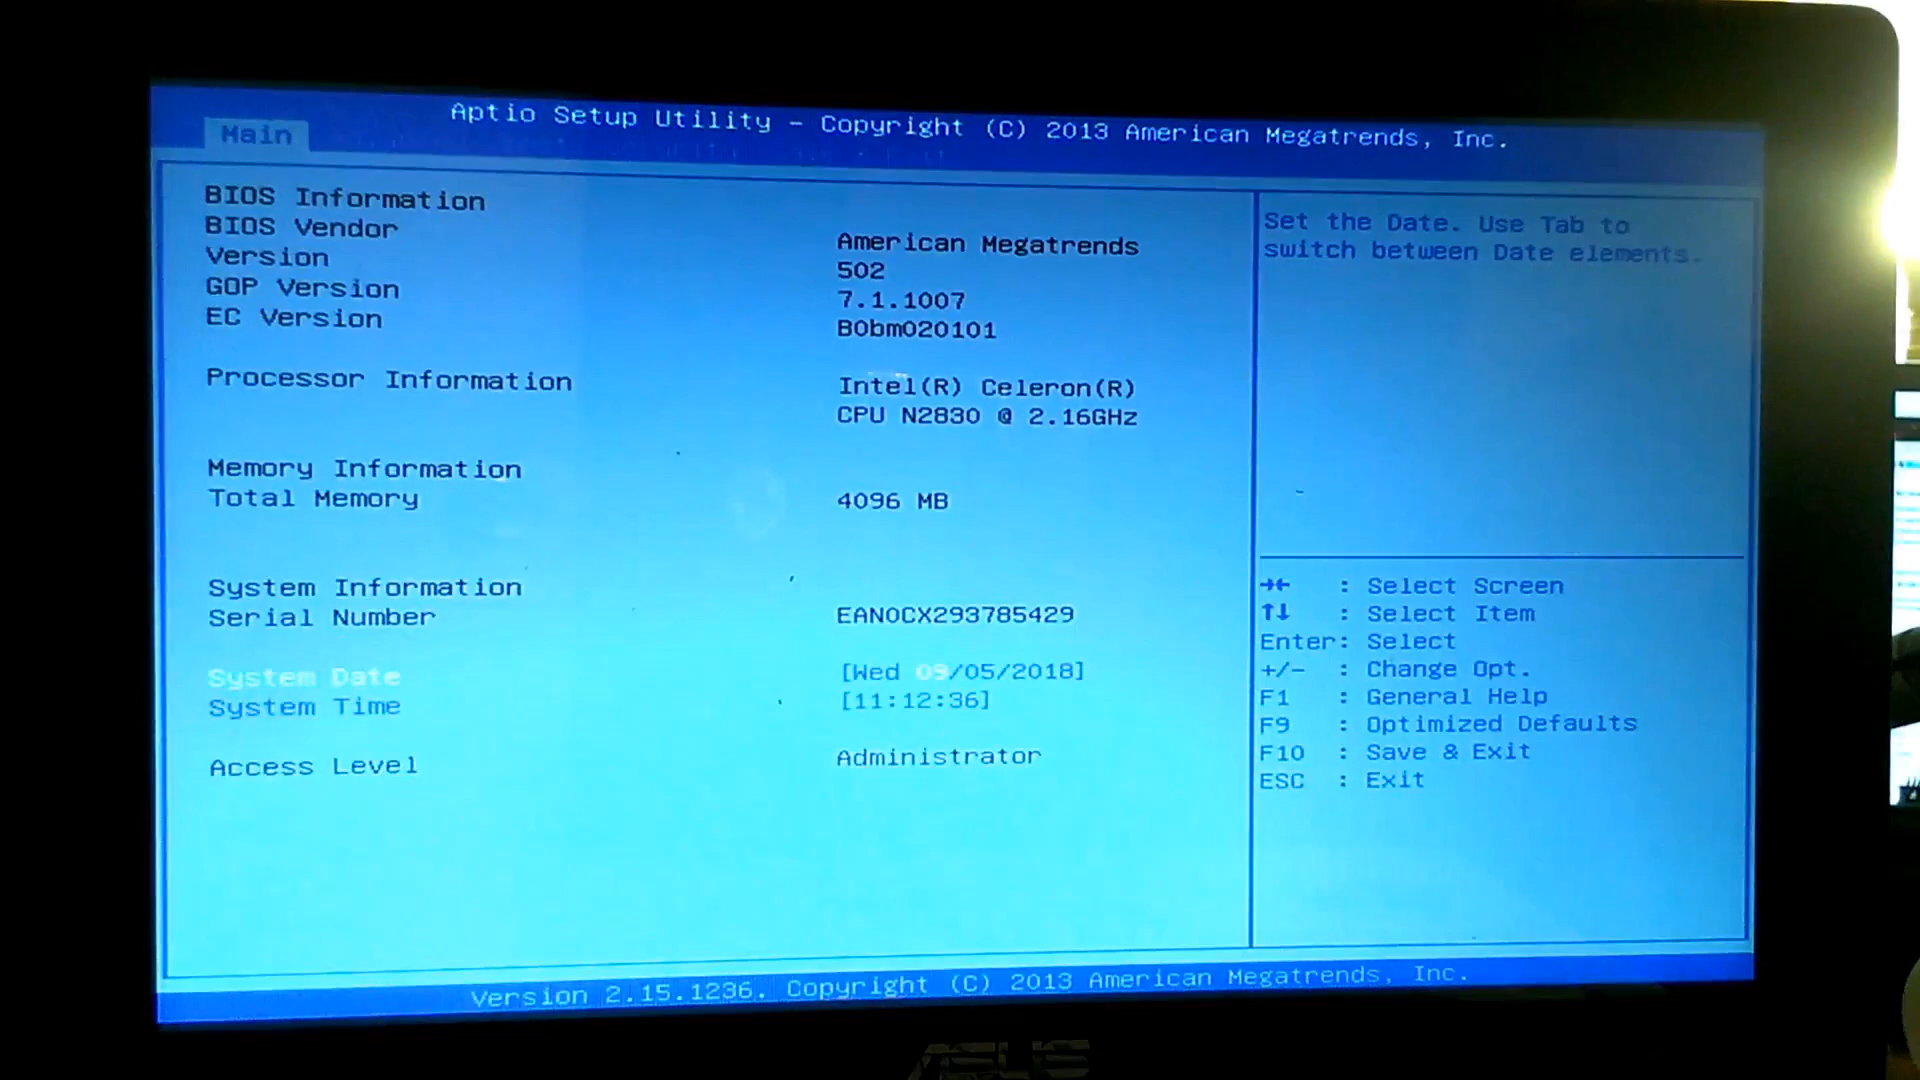 Aptio Setup Utility - Copyright (C) 2013 American Megatrends, Inc.
Main
BIOS Information
BIOS Vendor American Megatrends
Version 502
GOP Version 7.1.1007
EC Version B0bm020101
Processor Information Intel(R) Celeron(R)
CPU N2830 @ 2.16GHz
Memory Information
Total Memory 4096 MB
System Information
Serial Number EANOCX293785429
System Date [Wed 09/05/2018]
System Time [11:12:36]
Access Level Administrator
Set the Date. Use Tab to
switch between Date elements.
→← : Select Screen
↑↓ : Select Item
Enter: Select
+/- : Change Opt.
F1 : General Help
F9 : Optimized Defaults
F10 : Save & Exit
ESC : Exit
Version 2.15.1236. Copyright (C) 2013 American Megatrends, Inc.
ASUS